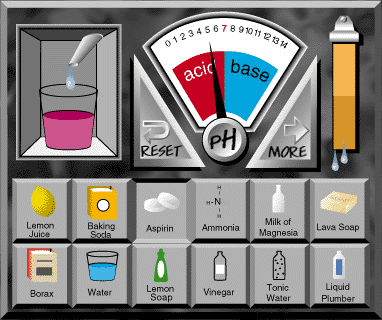 0 1 2 3 4 5 6 7 8 9 10 11 12 13 14
acid base
pH
RESET
MORE
Lemon
Juice
Baking
Soda
Aspirin
H
H-N
H
Ammonia
Milk of
Magnesia
Lava Soap
Borax
Water
Lemon
Soap
Vinegar
Tonic
Water
Liquid
Plumber